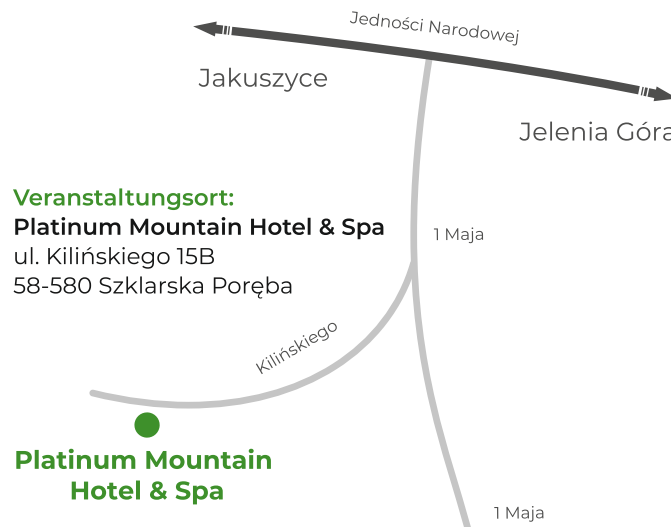 Jedności Narodowej
Jakuszyce
Jelenia Góra
Veranstaltungsort:
Platinum Mountain Hotel & Spa
ul. Kilińskiego 15B
58-580 Szklarska Poręba
1 Maja
Kilińskiego
Platinum Mountain
Hotel & Spa
1 Maja